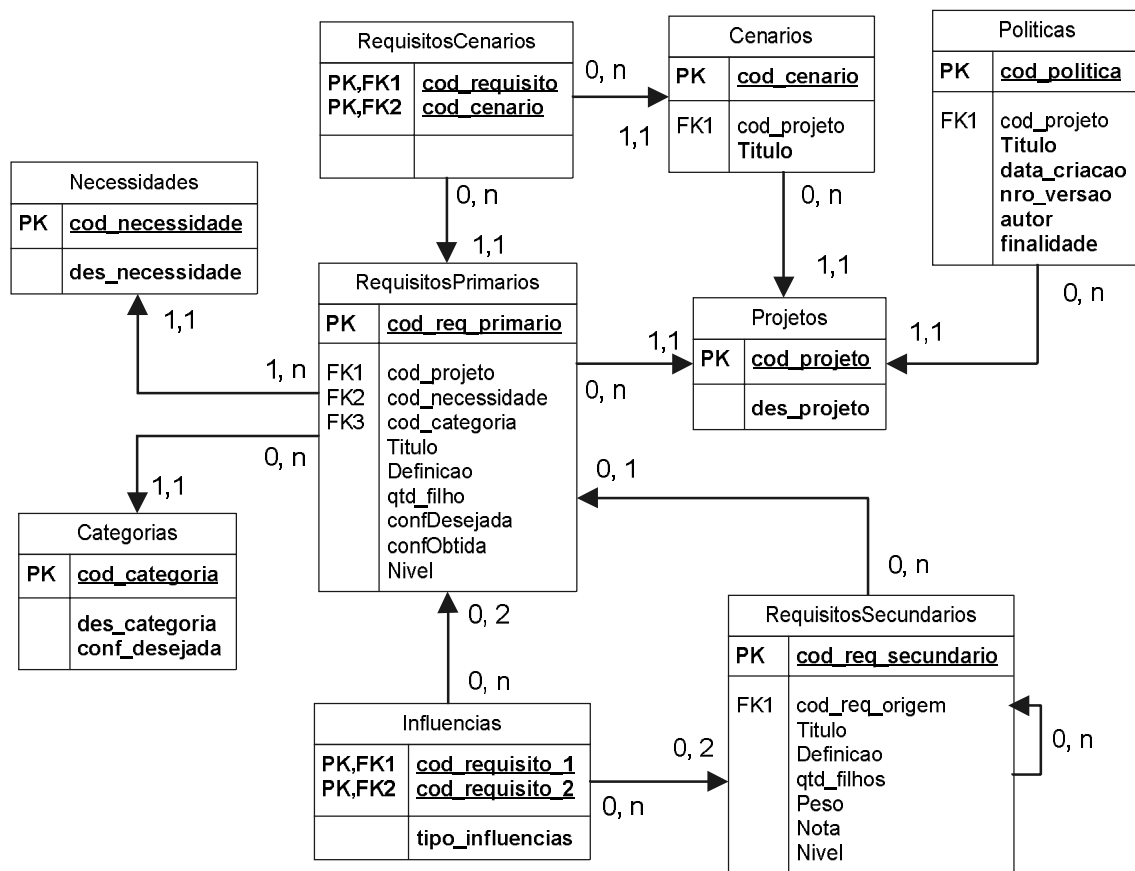 RequisitosCenarios
PK,FK1 cod_requisito
PK,FK2 cod_cenario
0, n
1,1
Cenarios
PK cod_cenario
FK1 cod_projeto
Titulo
Politicas
PK cod_politica
FK1 cod_projeto
Titulo
data_criacao
nro_versao
autor
finalidade
Necessidades
PK cod_necessidade
des_necessidade
0, n
1,1
0, n
1,1
0, n
1,1
1,1
1, n
RequisitosPrimarios
PK cod_req_primario
FK1 cod_projeto
FK2 cod_necessidade
FK3 cod_categoria
Titulo
Definicao
qtd_filho
confDesejada
confObtida
Nivel
1,1
0, n
Projetos
PK cod_projeto
des_projeto
0, n
1,1
Categorias
PK cod_categoria
des_categoria
conf_desejada
0, 1
0, n
0, 2
0, n
RequisitosSecundarios
PK cod_req_secundario
FK1 cod_req_origem
Titulo
Definicao
qtd_filhos
Peso
Nota
Nivel
0, n
Influencias
PK,FK1 cod_requisito_1
PK,FK2 cod_requisito_2
tipo_influencias
0, 2
0, n